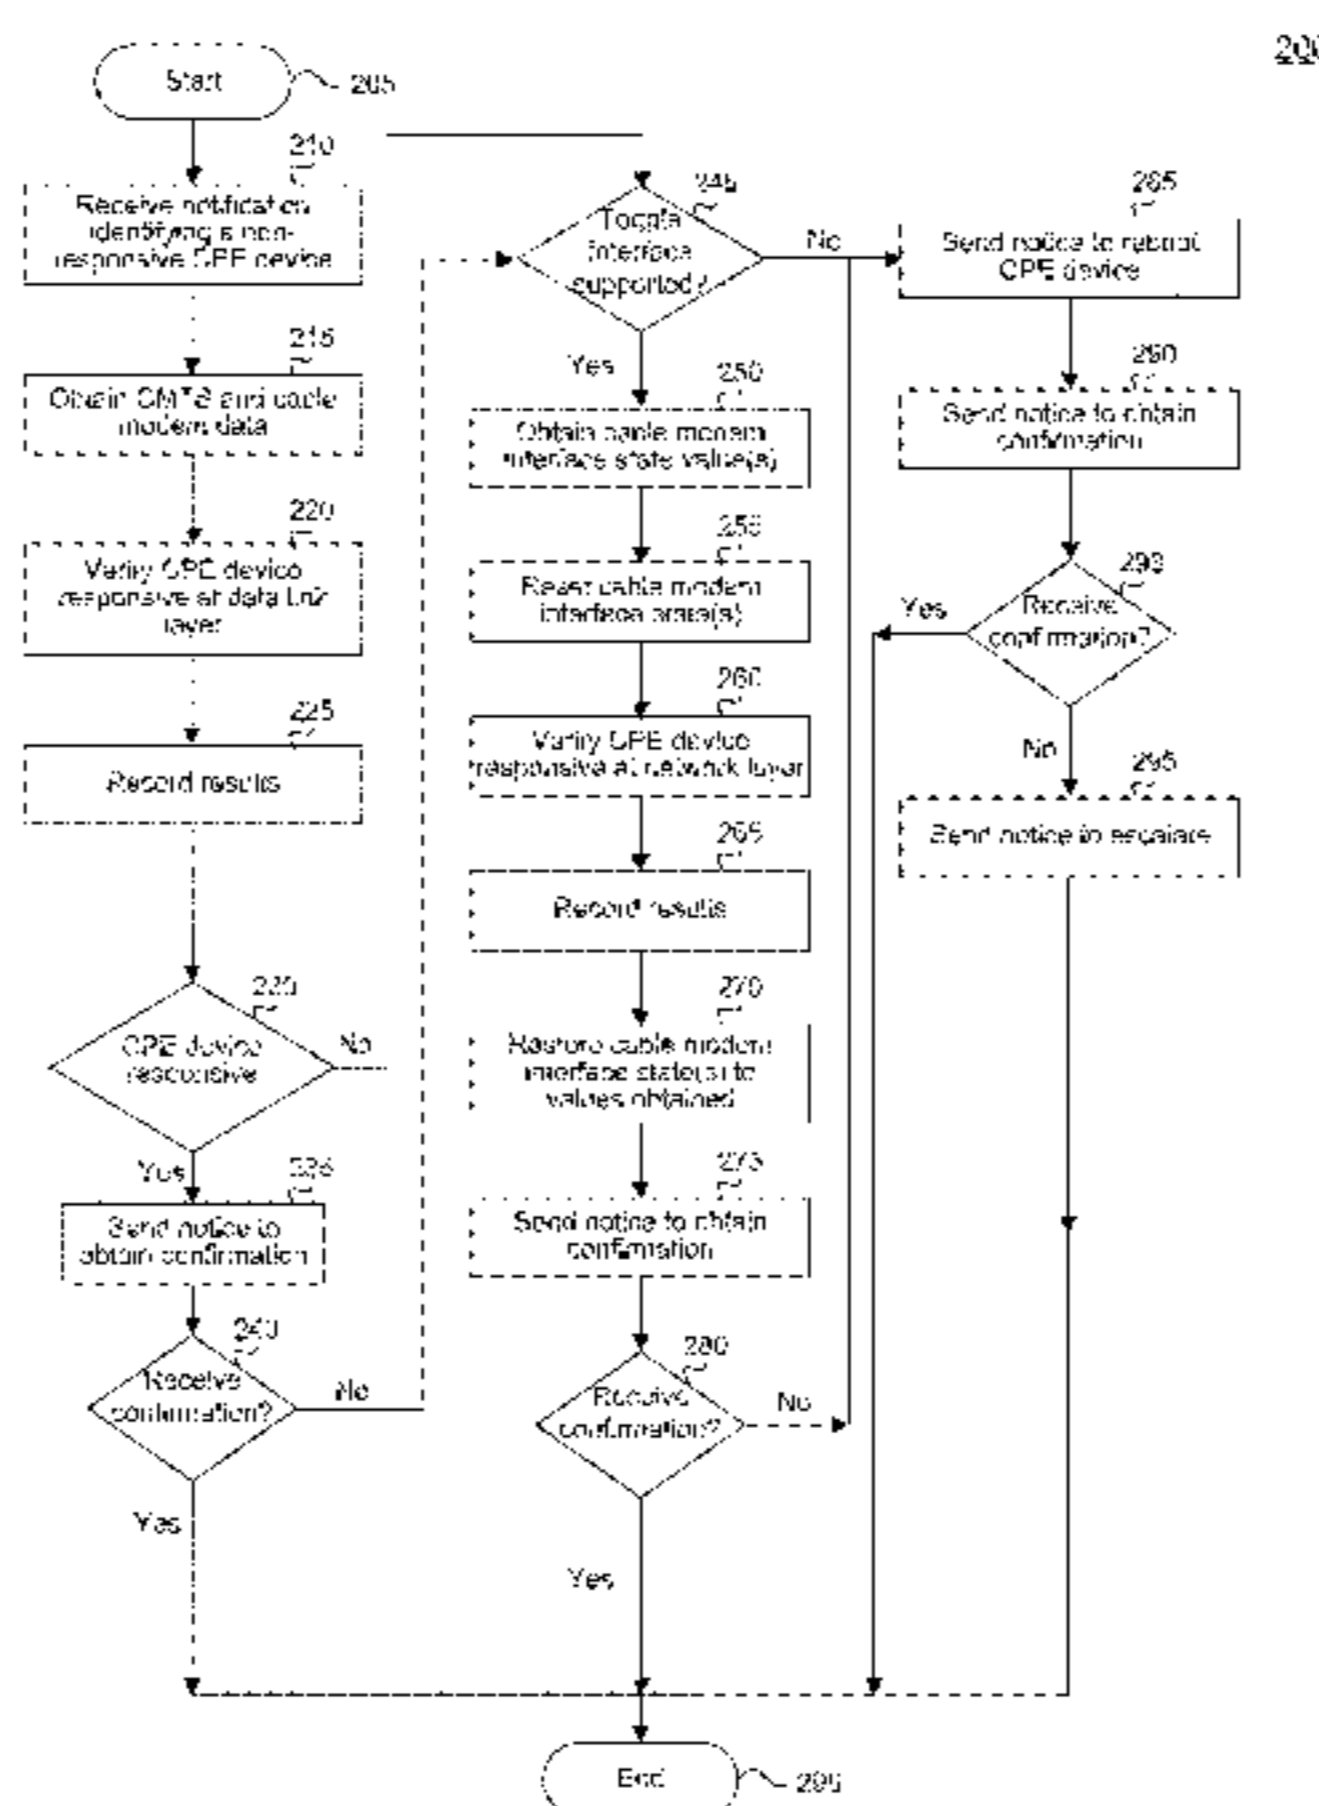 200
Start
205
210
Receive notification
identifying a non-
responsive CPE device
215
Obtain CMTS and cable
modem data
220
Verify CPE device
responsive at data link
layer
225
Record results
230
CPE device
responsive
No
Yes
235
Send notice to
obtain confirmation
240
Receive
confirmation?
No
Yes
245
Toggle
interface
supported?
No
Yes
250
Obtain cable modem
interface state value(s)
255
Reset cable modem
interface state(s)
260
Verify CPE device
responsive at network layer
265
Record results
270
Restore cable modem
interface state(s) to
values obtained
275
Send notice to obtain
confirmation
280
Receive
confirmation?
No
Yes
285
Send notice to reboot
CPE device
290
Send notice to obtain
confirmation
293
Receive
confirmation?
Yes
No
295
Send notice to escalate
End